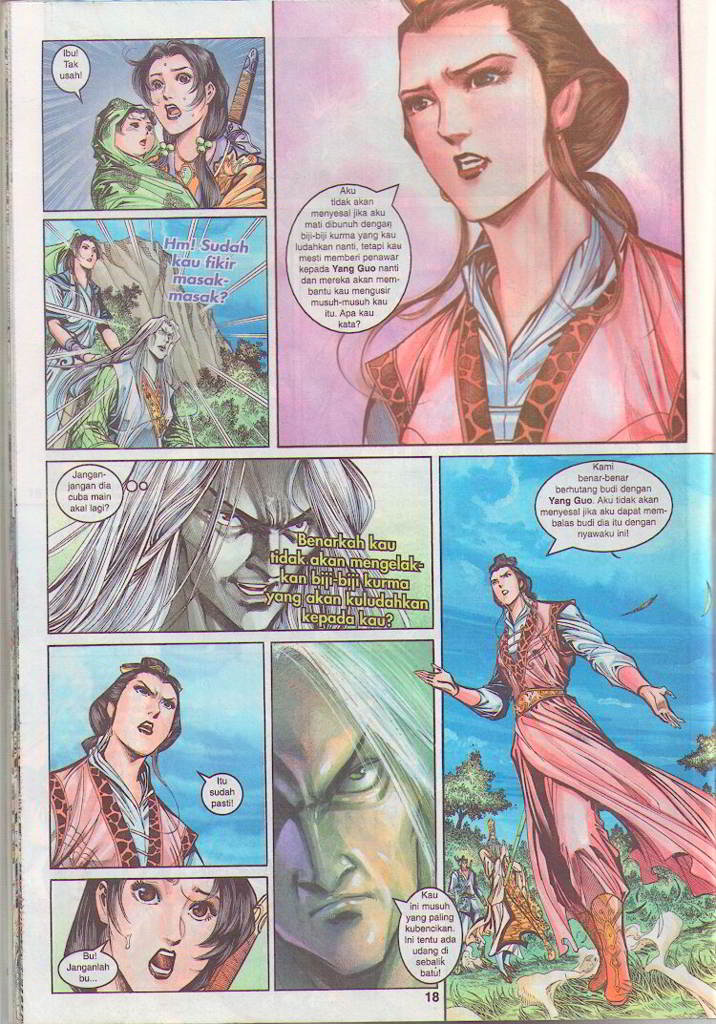 Ibu!
Tak
usah!
Aku
tidak akan
menyesal jika aku
mati dibunuh dengan
biji-biji kurma yang kau
ludahkan nanti, tetapi kau
mesti memberi penawar
kepada Yang Guo nanti
dan mereka akan mem-
bantu kau mengusir
musuh-musuh kau
itu. Apa kau
kata?
Hm! Sudah
kau fikir
masak-
masak?
Jangan-
jangan dia
cuba main
akal lagi?
Benarkah kau
tidak akan mengelak-
kan biji-biji kurma
yang akan kuludahkan
kepada kau?
Kami
benar-benar
berhutang budi dengan
Yang Guo. Aku tidak akan
menyesal jika aku dapat mem-
balas budi dia itu dengan
nyawaku ini!
Itu
sudah
pasti!
Bu!
Janganlah
bu...
Kau
ini musuh
yang paling
kubencikan.
Ini tentu ada
udang di
sebalik
batu!
18